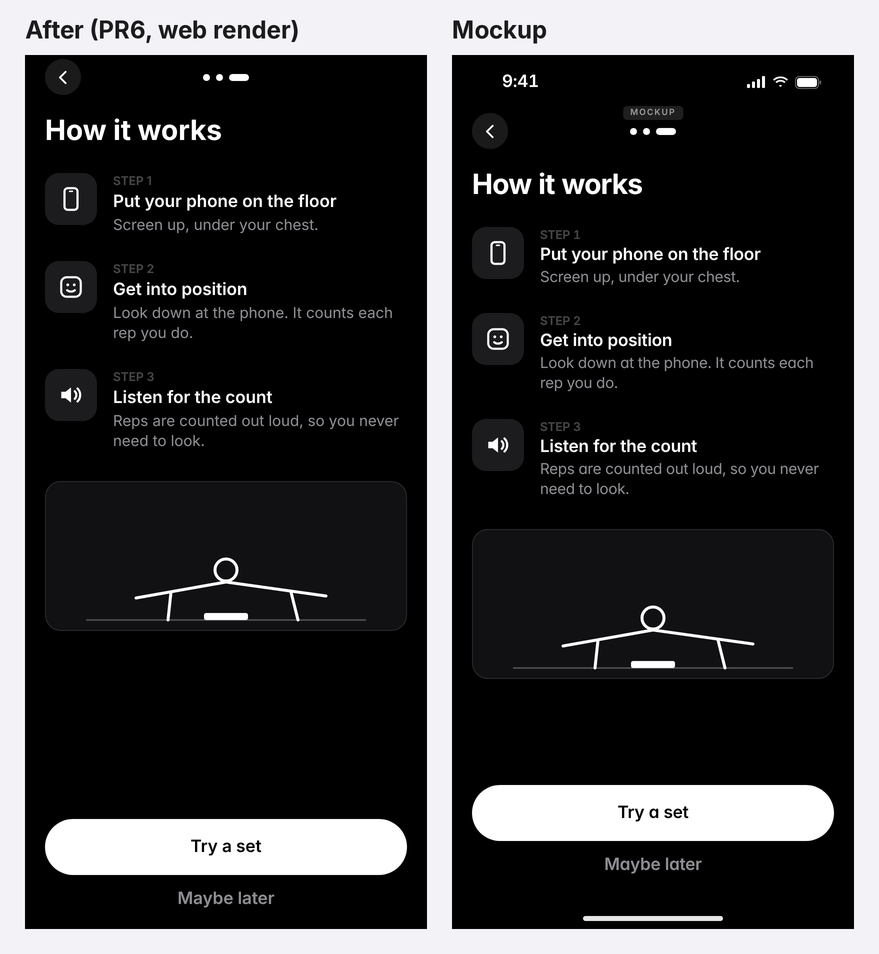 After (PR6, web render)
How it works
STEP 1
Put your phone on the floor
Screen up, under your chest.
STEP 2
Get into position
Look down at the phone. It counts each
rep you do.
STEP 3
Listen for the count
Reps are counted out loud, so you never
need to look.
Try a set
Maybe later
Mockup
9:41
MOCKUP
How it works
STEP 1
Put your phone on the floor
Screen up, under your chest.
STEP 2
Get into position
Look down at the phone. It counts each
rep you do.
STEP 3
Listen for the count
Reps are counted out loud, so you never
need to look.
Try a set
Maybe later